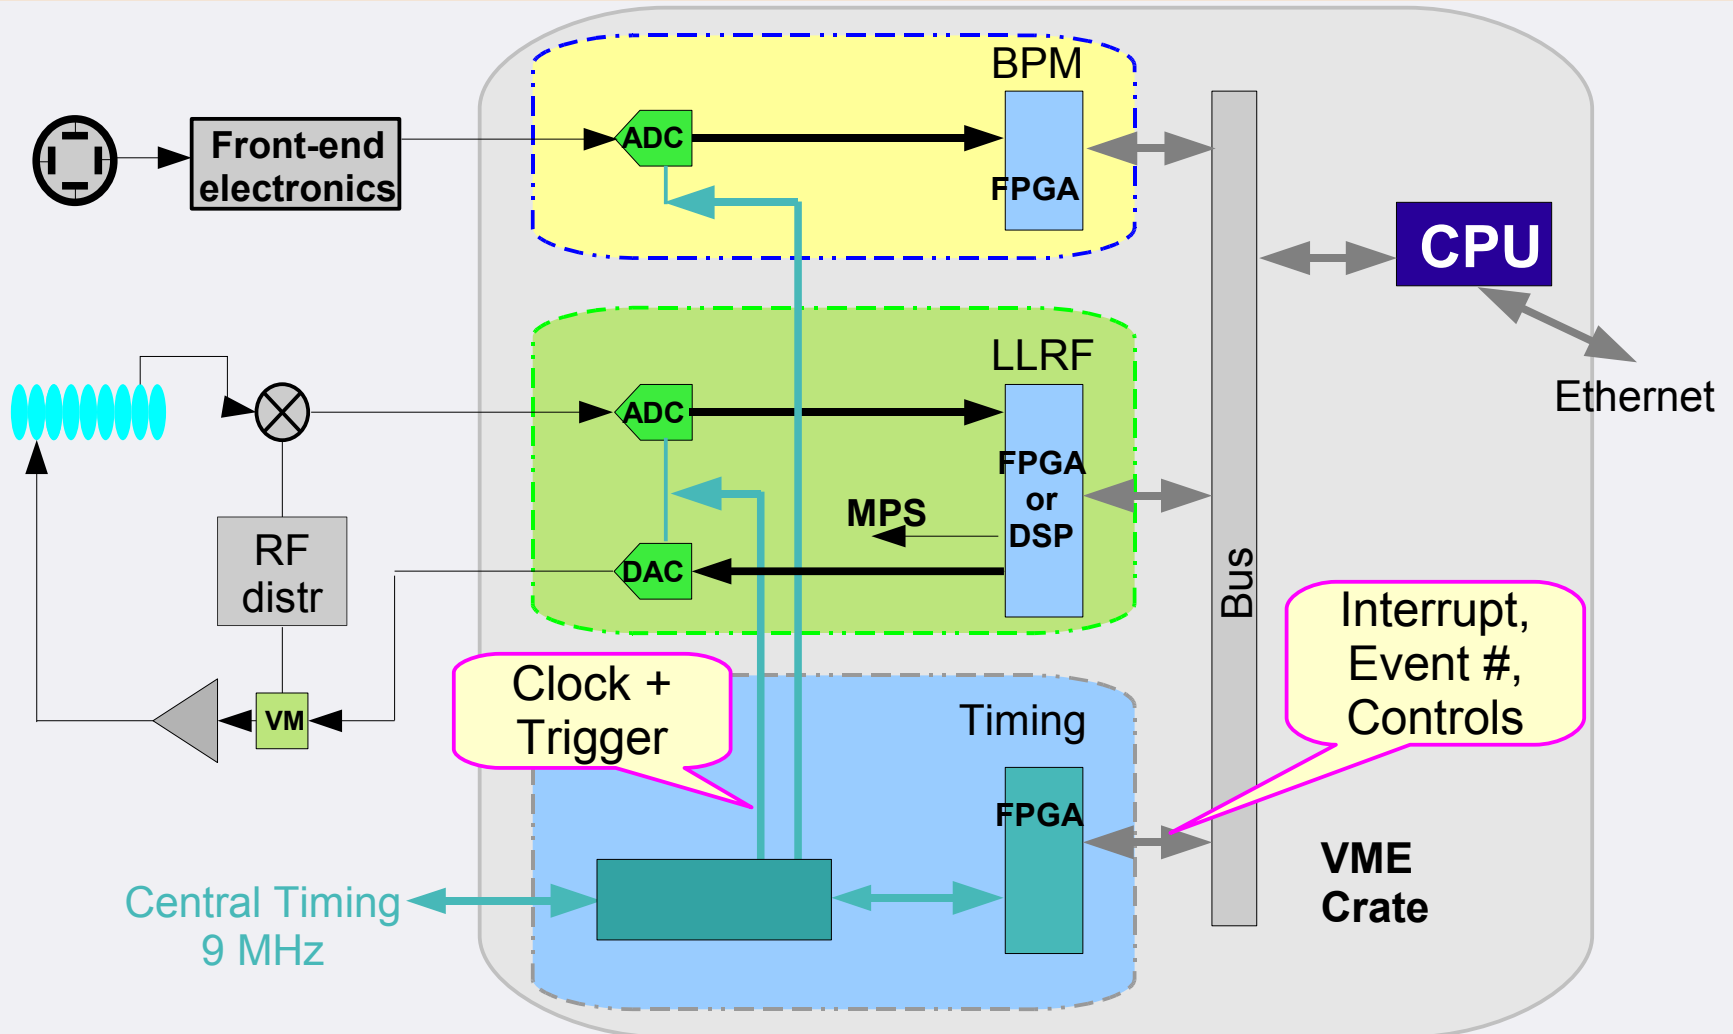 BPM
Front-end
electronics
ADC
FPGA
CPU
Ethernet
LLRF
ADC
FPGA
or
DSP
MPS
DAC
RF
distr
VM
Bus
Interrupt,
Event #,
Controls
Clock +
Trigger
Timing
FPGA
Central Timing
9 MHz
VME
Crate